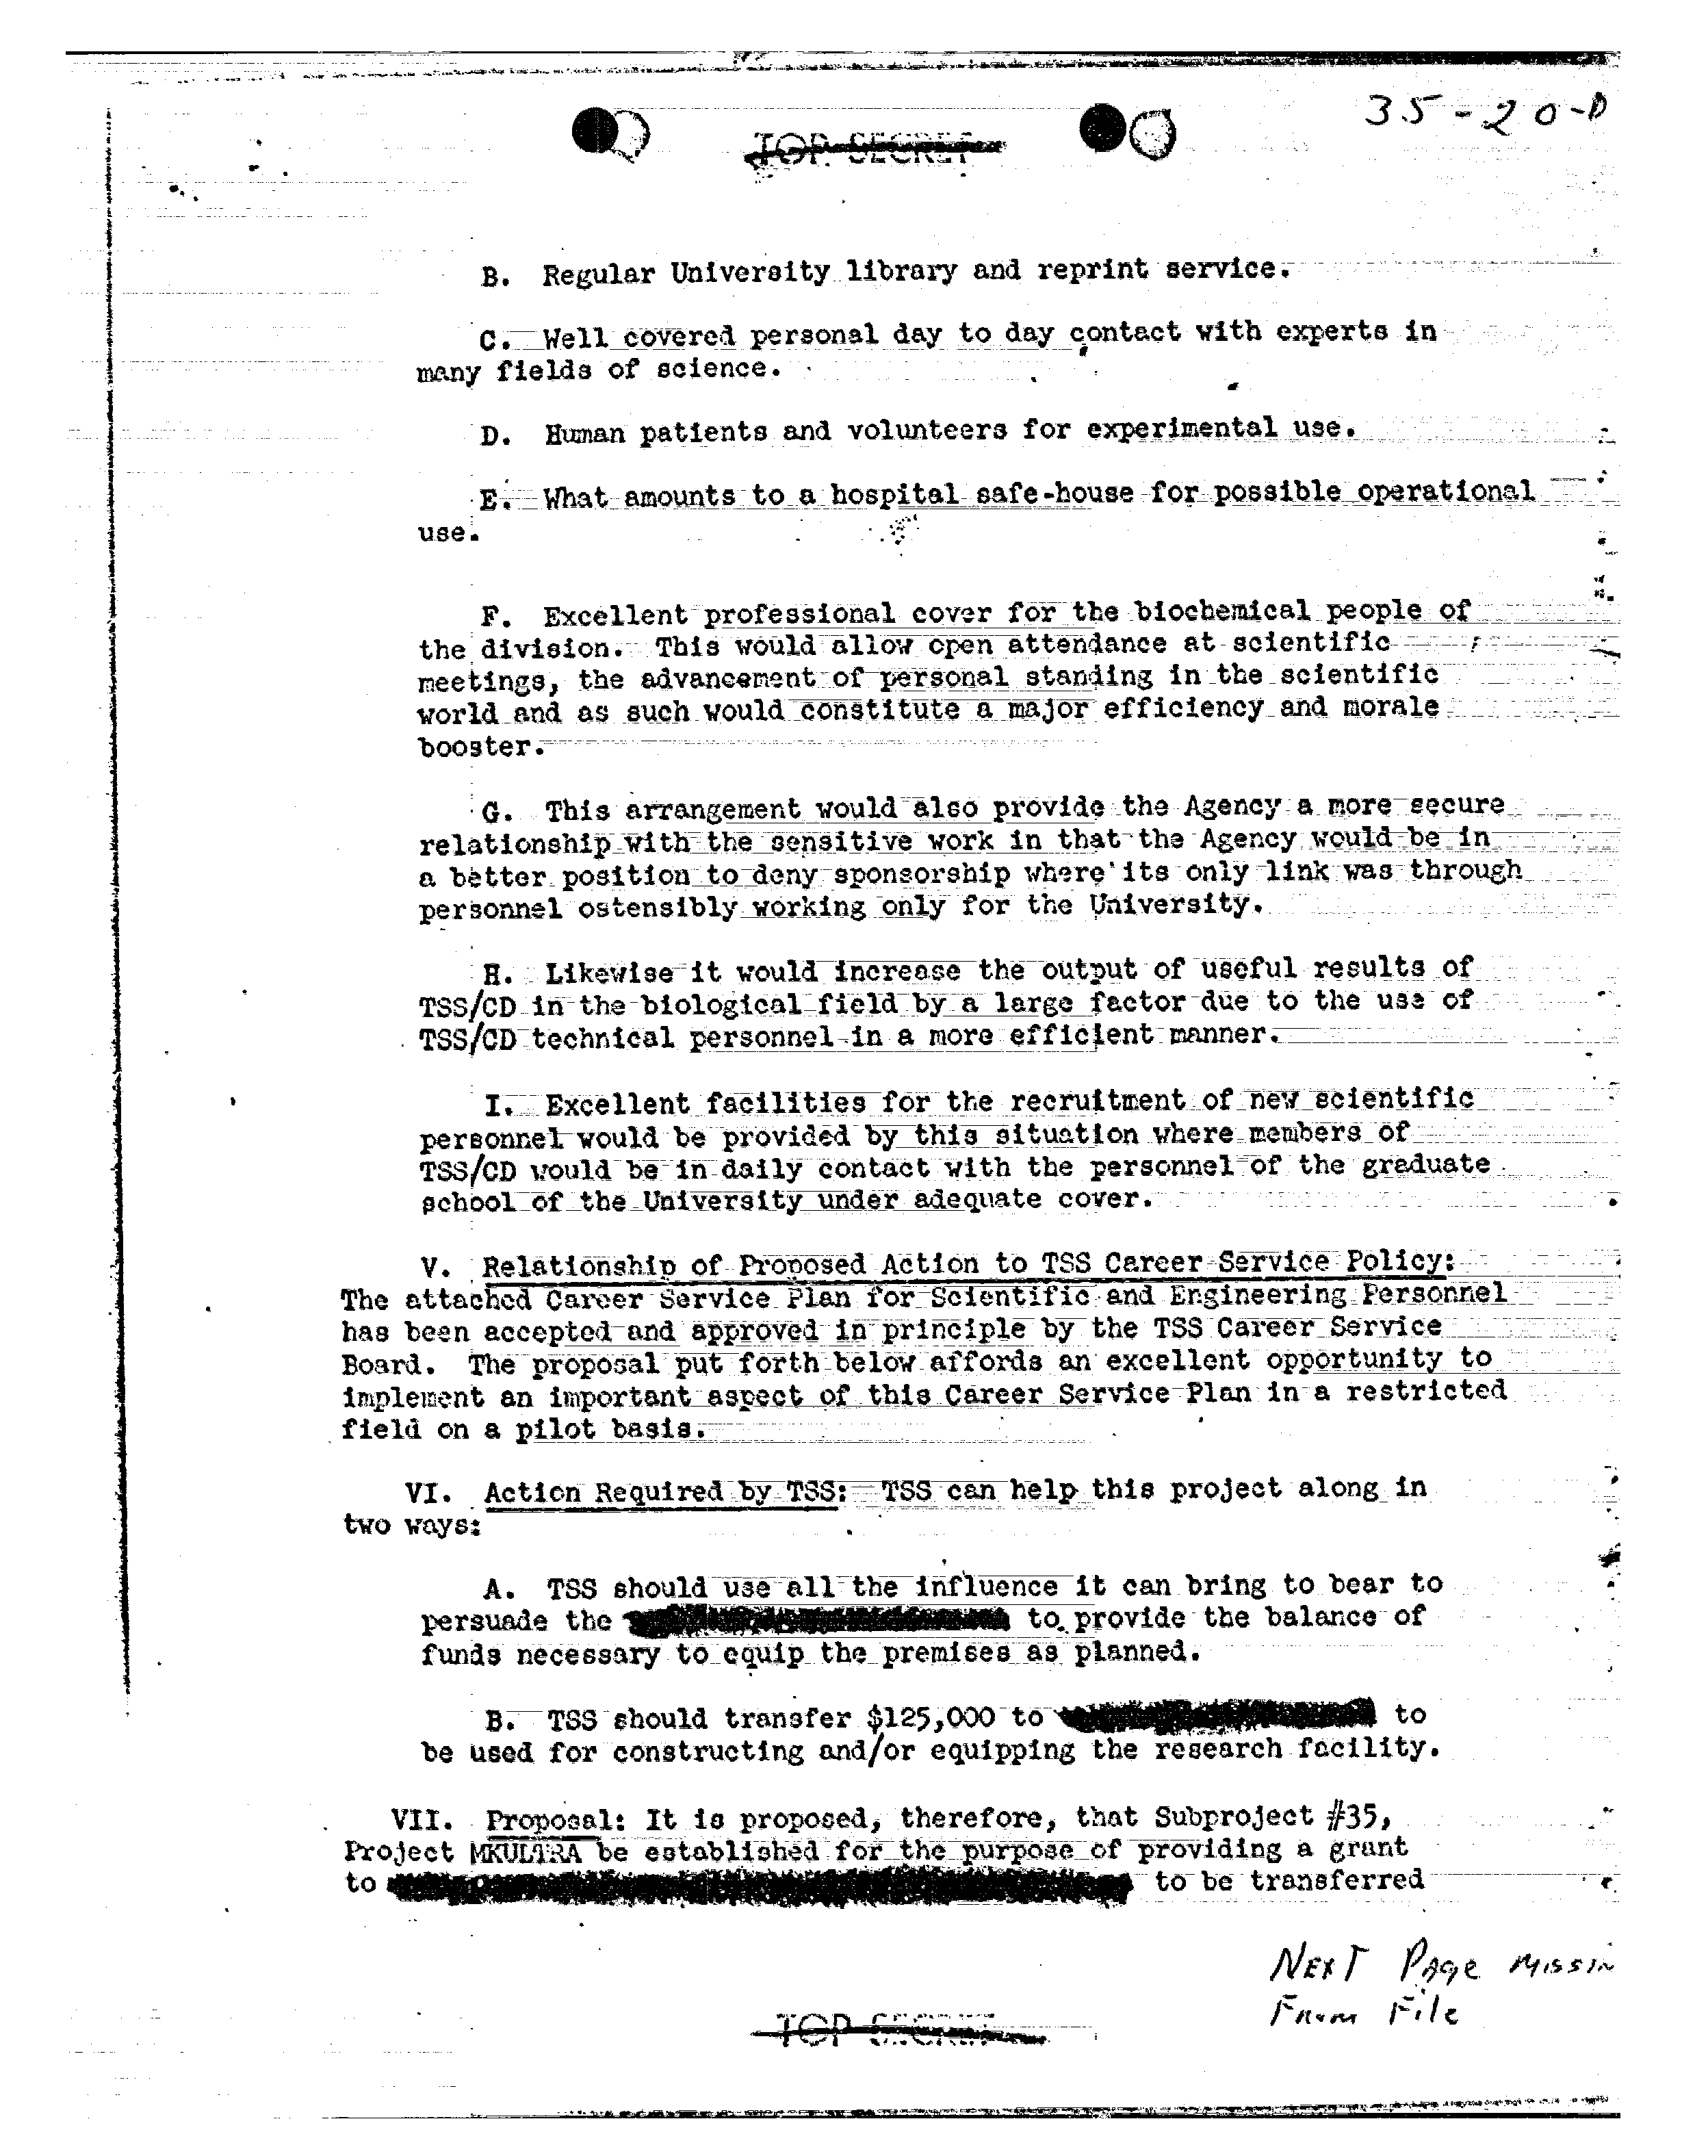 35-20-D
TOP SECRET
B. Regular University library and reprint service.
C. Well covered personal day to day contact with experts in
many fields of science.
D. Human patients and volunteers for experimental use.
E. What amounts to a hospital safe-house for possible operational
use.
F. Excellent professional cover for the biochemical people of
the division. This would allow open attendance at scientific
meetings, the advancement of personal standing in the scientific
world and as such would constitute a major efficiency and morale
booster.
G. This arrangement would also provide the Agency a more secure
relationship with the sensitive work in that the Agency would be in
a better position to deny sponsorship where its only link was through
personnel ostensibly working only for the University.
H. Likewise it would increase the output of useful results of
TSS/CD in the biological field by a large factor due to the use of
TSS/CD technical personnel in a more efficient manner.
I. Excellent facilities for the recruitment of new scientific
personnel would be provided by this situation where members of
TSS/CD would be in daily contact with the personnel of the graduate
school of the University under adequate cover.
V. Relationship of Proposed Action to TSS Career Service Policy:
The attached Career Service Plan for Scientific and Engineering Personnel
has been accepted and approved in principle by the TSS Career Service
Board. The proposal put forth below affords an excellent opportunity to
implement an important aspect of this Career Service Plan in a restricted
field on a pilot basis.
VI. Action Required by TSS: TSS can help this project along in
two ways:
A. TSS should use all the influence it can bring to bear to
persuade the to provide the balance of
funds necessary to equip the premises as planned.
B. TSS should transfer $125,000 to to
be used for constructing and/or equipping the research facility.
VII. Proposal: It is proposed, therefore, that Subproject #35,
Project MKULTRA be established for the purpose of providing a grant
to to be transferred
NEXT PAGE MISSIN
FROM File
TOP SECRET